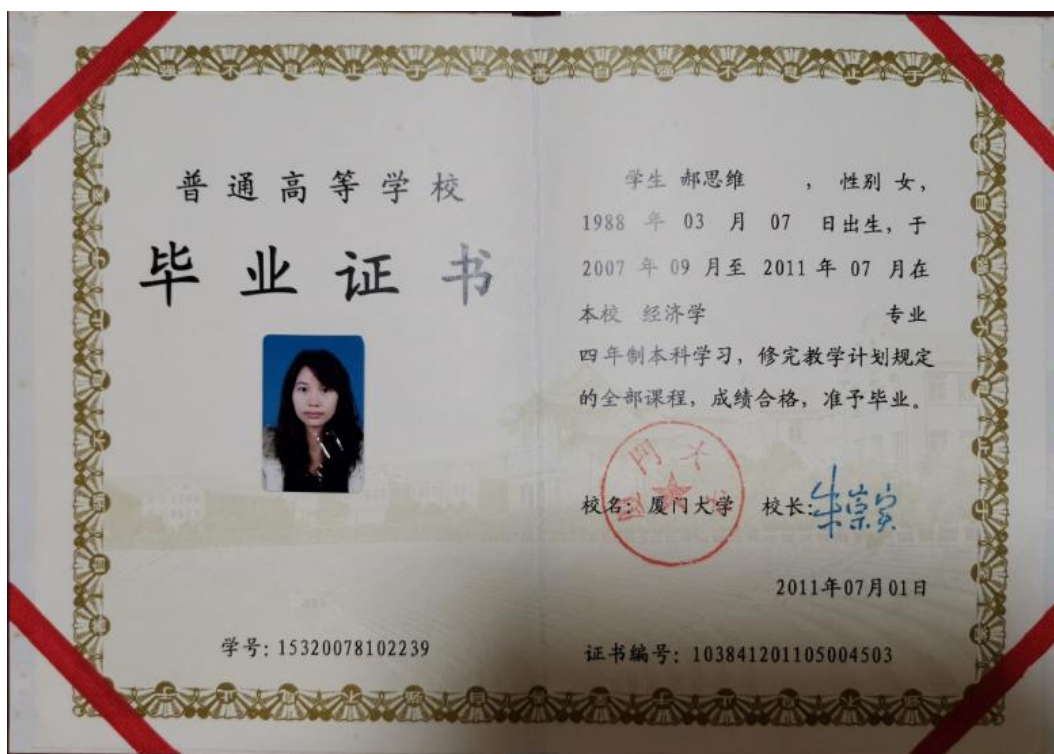 普通高等学校
毕业证书
学号：15320078102239
学生 郝思维 ， 性别 女，
1988 年 03 月 07 日出生，于
2007 年 09 月至 2011 年 07 月在
本校 经济学 专业
四年制本科学习，修完教学计划规定
的全部课程，成绩合格，准予毕业。
校名：厦门大学 校长：朱崇实
2011年07月01日
证书编号：103841201105004503